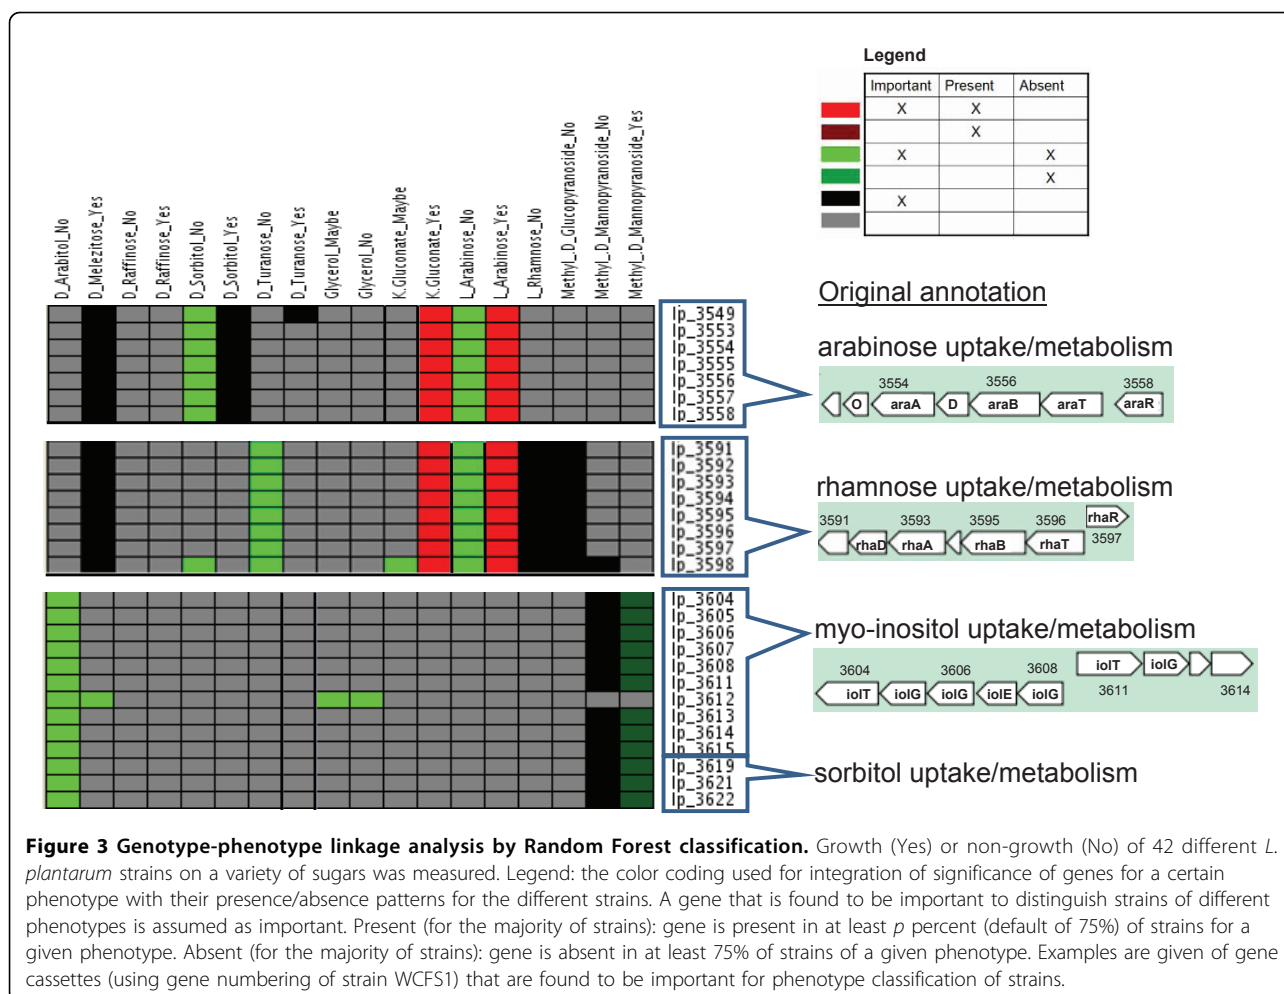 Legend
Important Present Absent
X X
X
X X
X
X
D_Arabitol_No
D_Melezitose_Yes
D_Raffinose_No
D_Raffinose_Yes
D_Sorbitol_No
D_Sorbitol_Yes
D_Turanose_No
D_Turanose_Yes
Glycerol_Maybe
Glycerol_No
K.Gluconate_Maybe
K.Gluconate_Yes
L_Arabinose_No
L_Arabinose_Yes
L_Rhamnose_No
Methyl_.D_Glucopyranoside_No
Methyl_.D_Mannopyranoside_No
Methyl_.D_Mannopyranoside_Yes
lp_3549
lp_3553
lp_3554
lp_3555
lp_3556
lp_3557
lp_3558
Original annotation
arabinose uptake/metabolism
3554 3556 3558
O araA D araB araT araR
lp_3591
lp_3592
lp_3593
lp_3594
lp_3595
lp_3596
lp_3597
lp_3598
rhamnose uptake/metabolism
3591 3593 3595 3596 rhaR
rhaD rhaA rhaB rhaT 3597
lp_3604
lp_3605
lp_3606
lp_3607
lp_3608
lp_3611
lp_3612
lp_3613
lp_3614
lp_3615
lp_3619
lp_3621
lp_3622
myo-inositol uptake/metabolism
3604 3606 3608 iolT iolG
iolT iolG iolG iolE iolG 3611 3614
sorbitol uptake/metabolism
Figure 3 Genotype-phenotype linkage analysis by Random Forest classification. Growth (Yes) or non-growth (No) of 42 different L.
plantarum strains on a variety of sugars was measured. Legend: the color coding used for integration of significance of genes for a certain
phenotype with their presence/absence patterns for the different strains. A gene that is found to be important to distinguish strains of different
phenotypes is assumed as important. Present (for the majority of strains): gene is present in at least p percent (default of 75%) of strains for a
given phenotype. Absent (for the majority of strains): gene is absent in at least 75% of strains of a given phenotype. Examples are given of gene
cassettes (using gene numbering of strain WCFS1) that are found to be important for phenotype classification of strains.